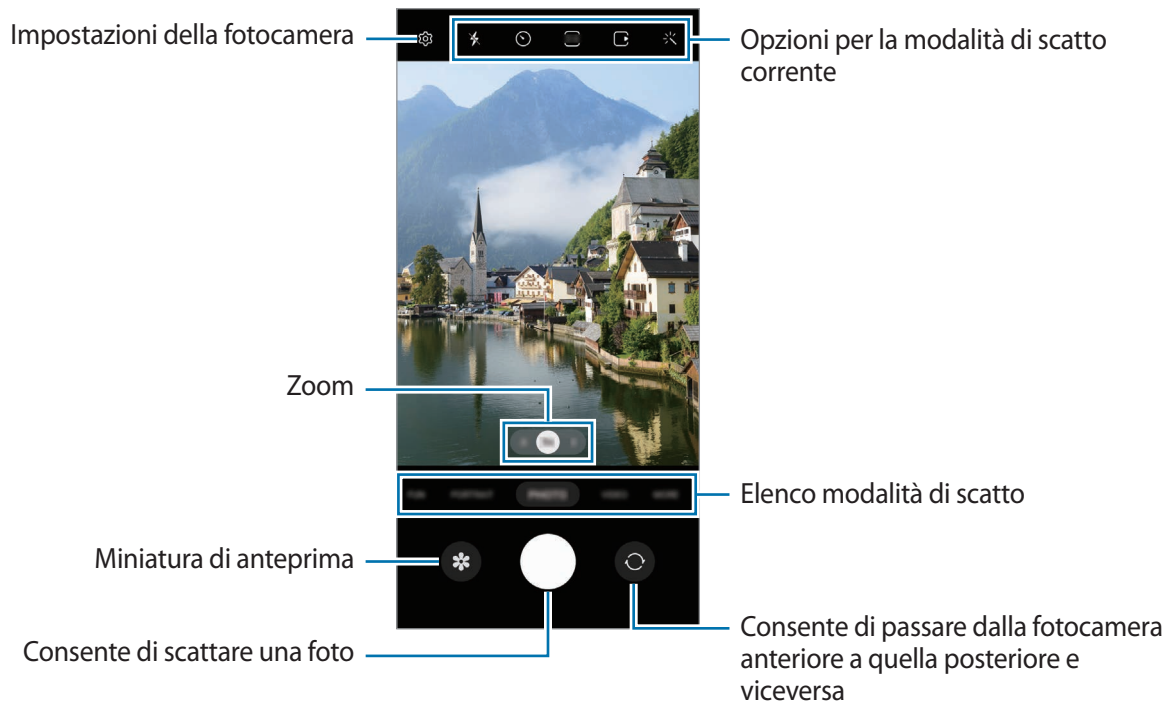 Impostazioni della fotocamera
Opzioni per la modalità di scatto
corrente
Zoom
Elenco modalità di scatto
Miniatura di anteprima
Consente di scattare una foto
Consente di passare dalla fotocamera
anteriore a quella posteriore e
viceversa